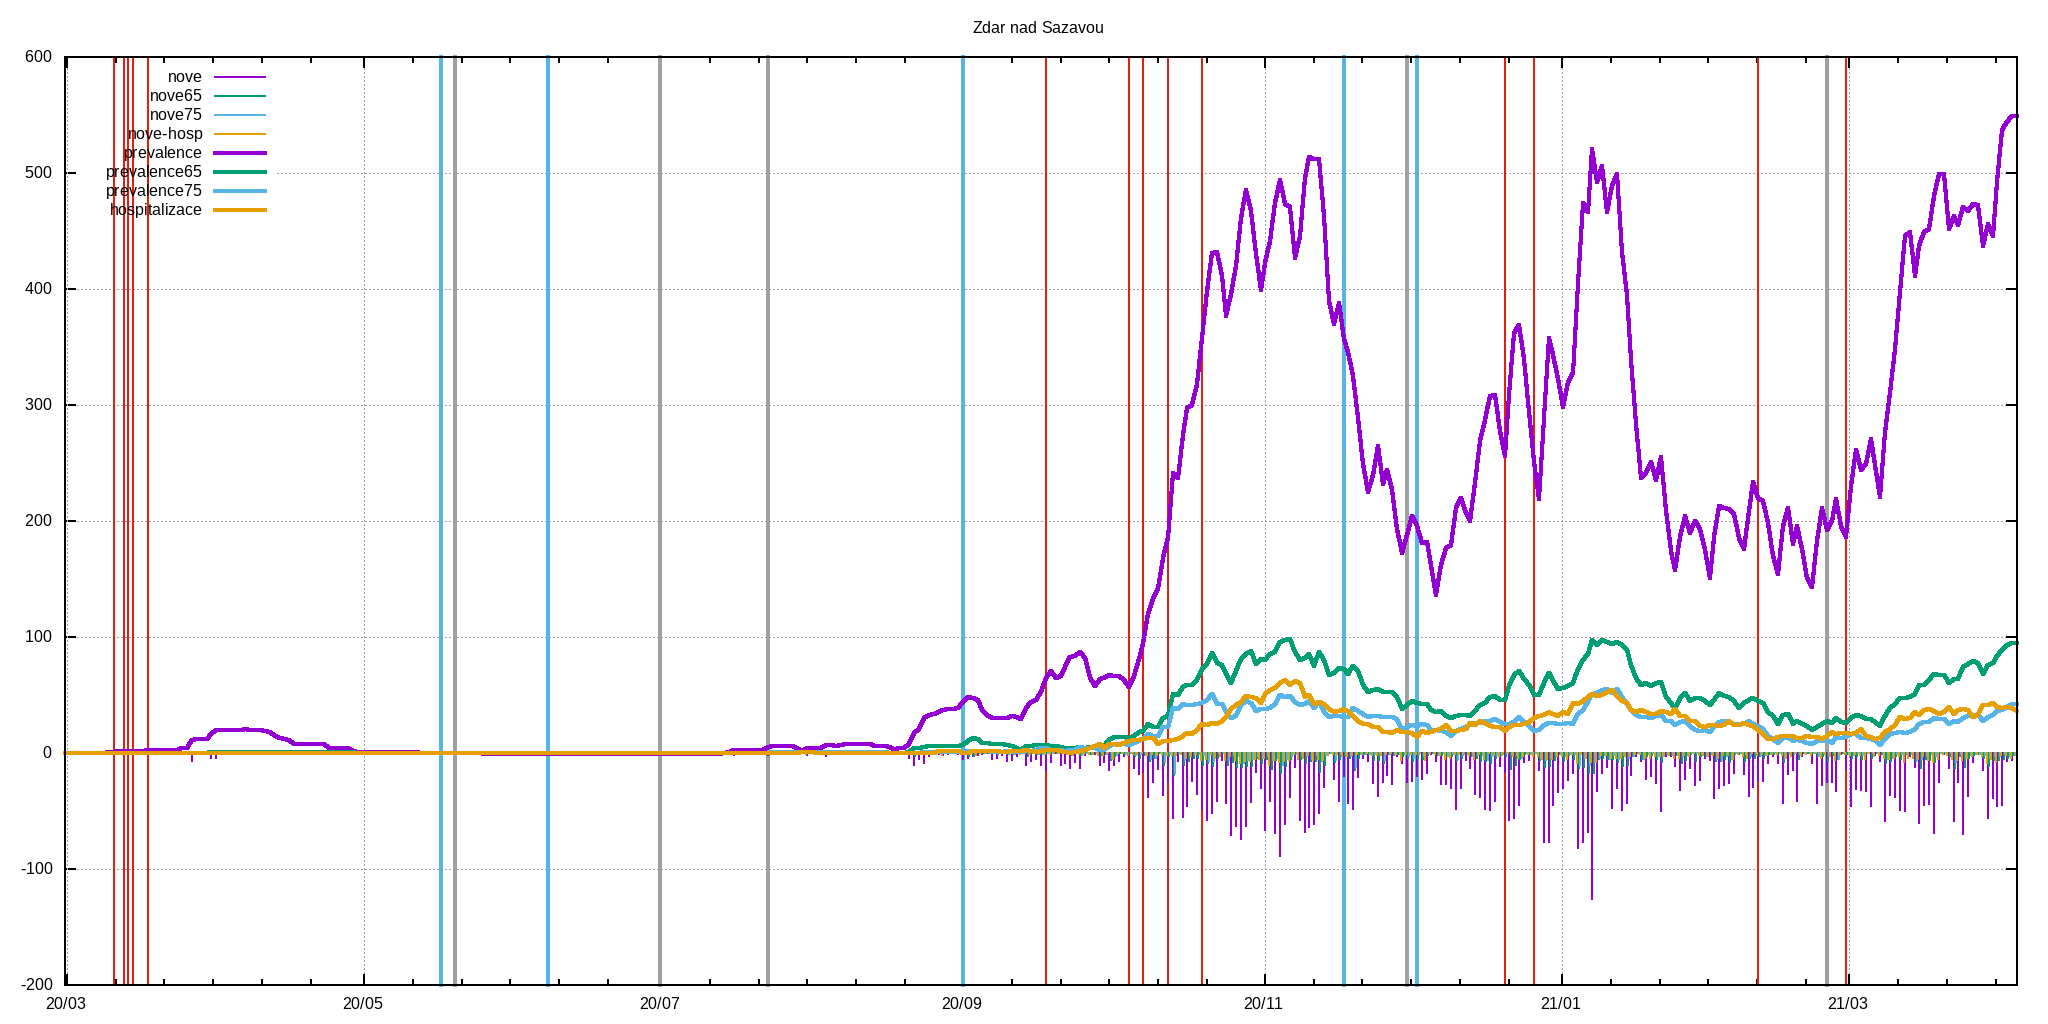 Zdar nad Sazavou
600
500
400
300
200
100
0
-100
-200
nove
nove65
nove75
nove-hosp
prevalence
prevalence65
prevalence75
hospitalizace
20/03 20/05 20/07 20/09 20/11 21/01 21/03